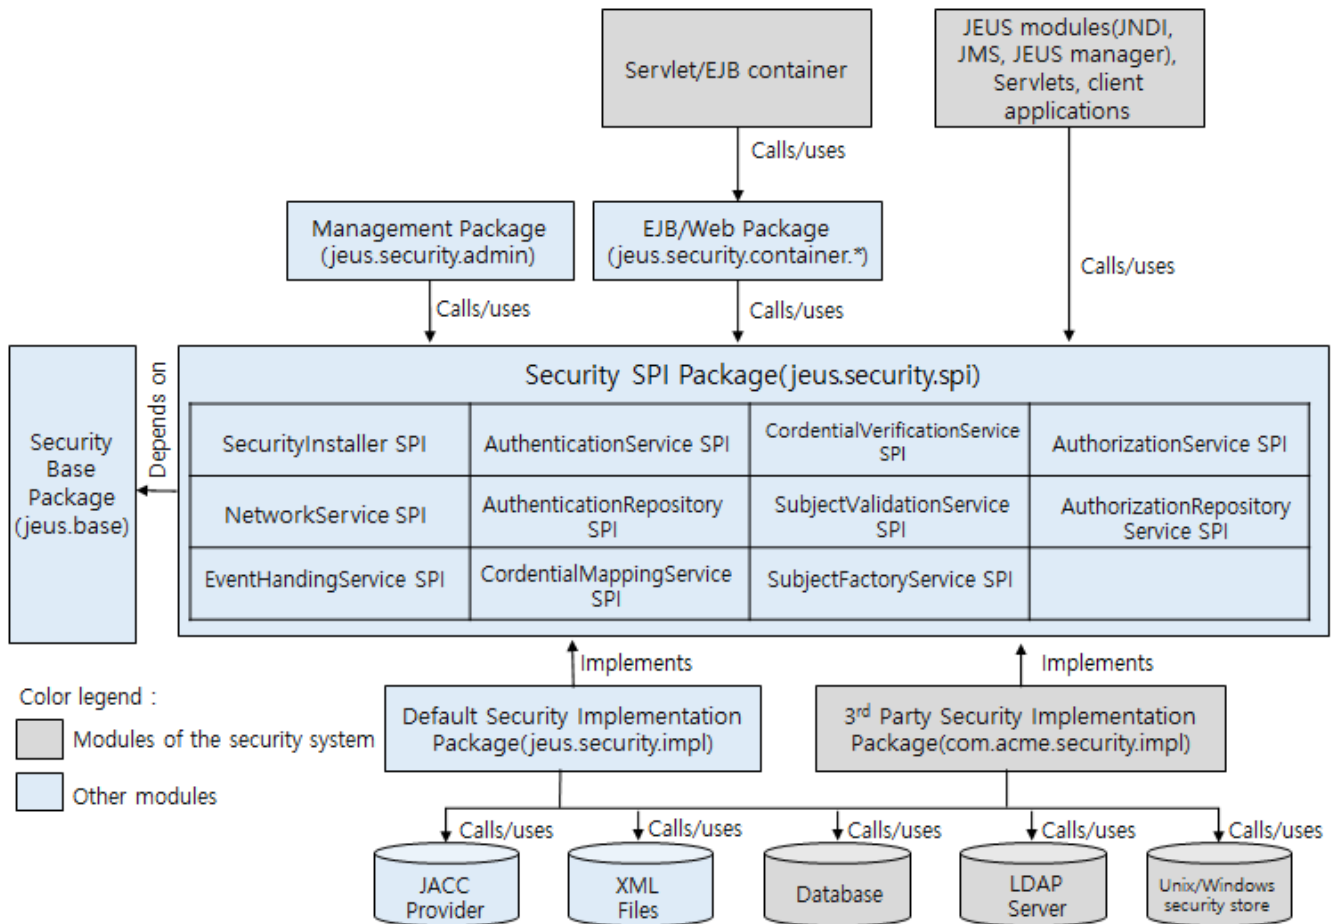 Servlet/EJB container
JEUS modules(JNDI,
JMS, JEUS manager),
Servlets, client
applications
Calls/uses
Management Package
(jeus.security.admin)
EJB/Web Package
(jeus.security.container.*)
Calls/uses
Calls/uses
Calls/uses
Security
Base
Package
(jeus.base)
Depends on
Security SPI Package(jeus.security.spi)
SecurityInstaller SPI
AuthenticationService SPI
CordentialVerificationService
SPI
AuthorizationService SPI
NetworkService SPI
AuthenticationRepository
SPI
SubjectValidationService
SPI
AuthorizationRepository
Service SPI
EventHandingService SPI
CordentialMappingService
SPI
SubjectFactoryService SPI
Implements
Implements
Color legend :
Modules of the security system
Other modules
Default Security Implementation
Package(jeus.security.impl)
3rd Party Security Implementation
Package(com.acme.security.impl)
Calls/uses
Calls/uses
Calls/uses
Calls/uses
Calls/uses
JACC
Provider
XML
Files
Database
LDAP
Server
Unix/Windows
security store